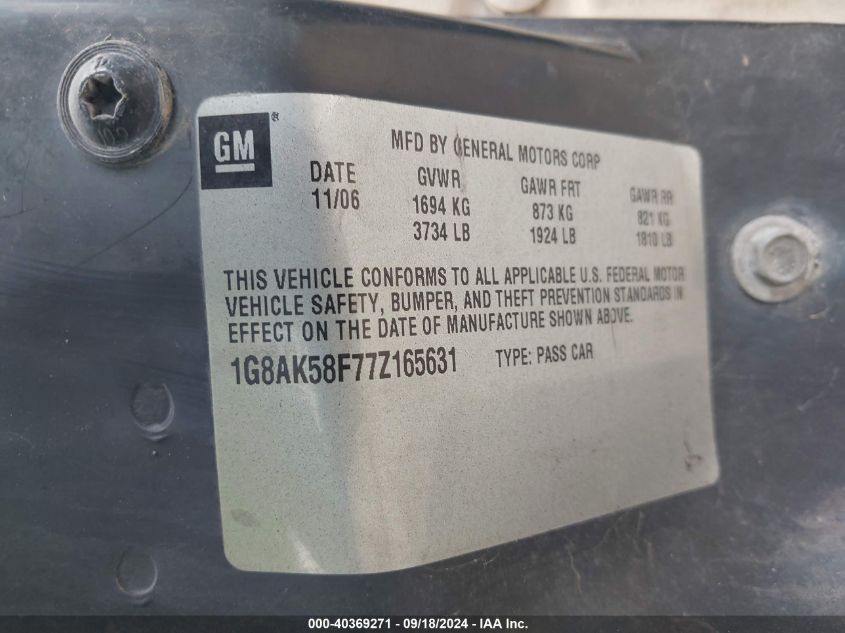 GM
MFD BY GENERAL MOTORS CORP
DATE GVWR GAWR FRT GAWR RR
11/06 1694 KG 873 KG 821 KG
3734 LB 1924 LB 1810 LB
THIS VEHICLE CONFORMS TO ALL APPLICABLE U.S. FEDERAL MOTOR
VEHICLE SAFETY, BUMPER, AND THEFT PREVENTION STANDARDS IN
EFFECT ON THE DATE OF MANUFACTURE SHOWN ABOVE.
1G8AK58F77Z165631 TYPE: PASS CAR
000-40369271 - 09/18/2024 - IAA Inc.